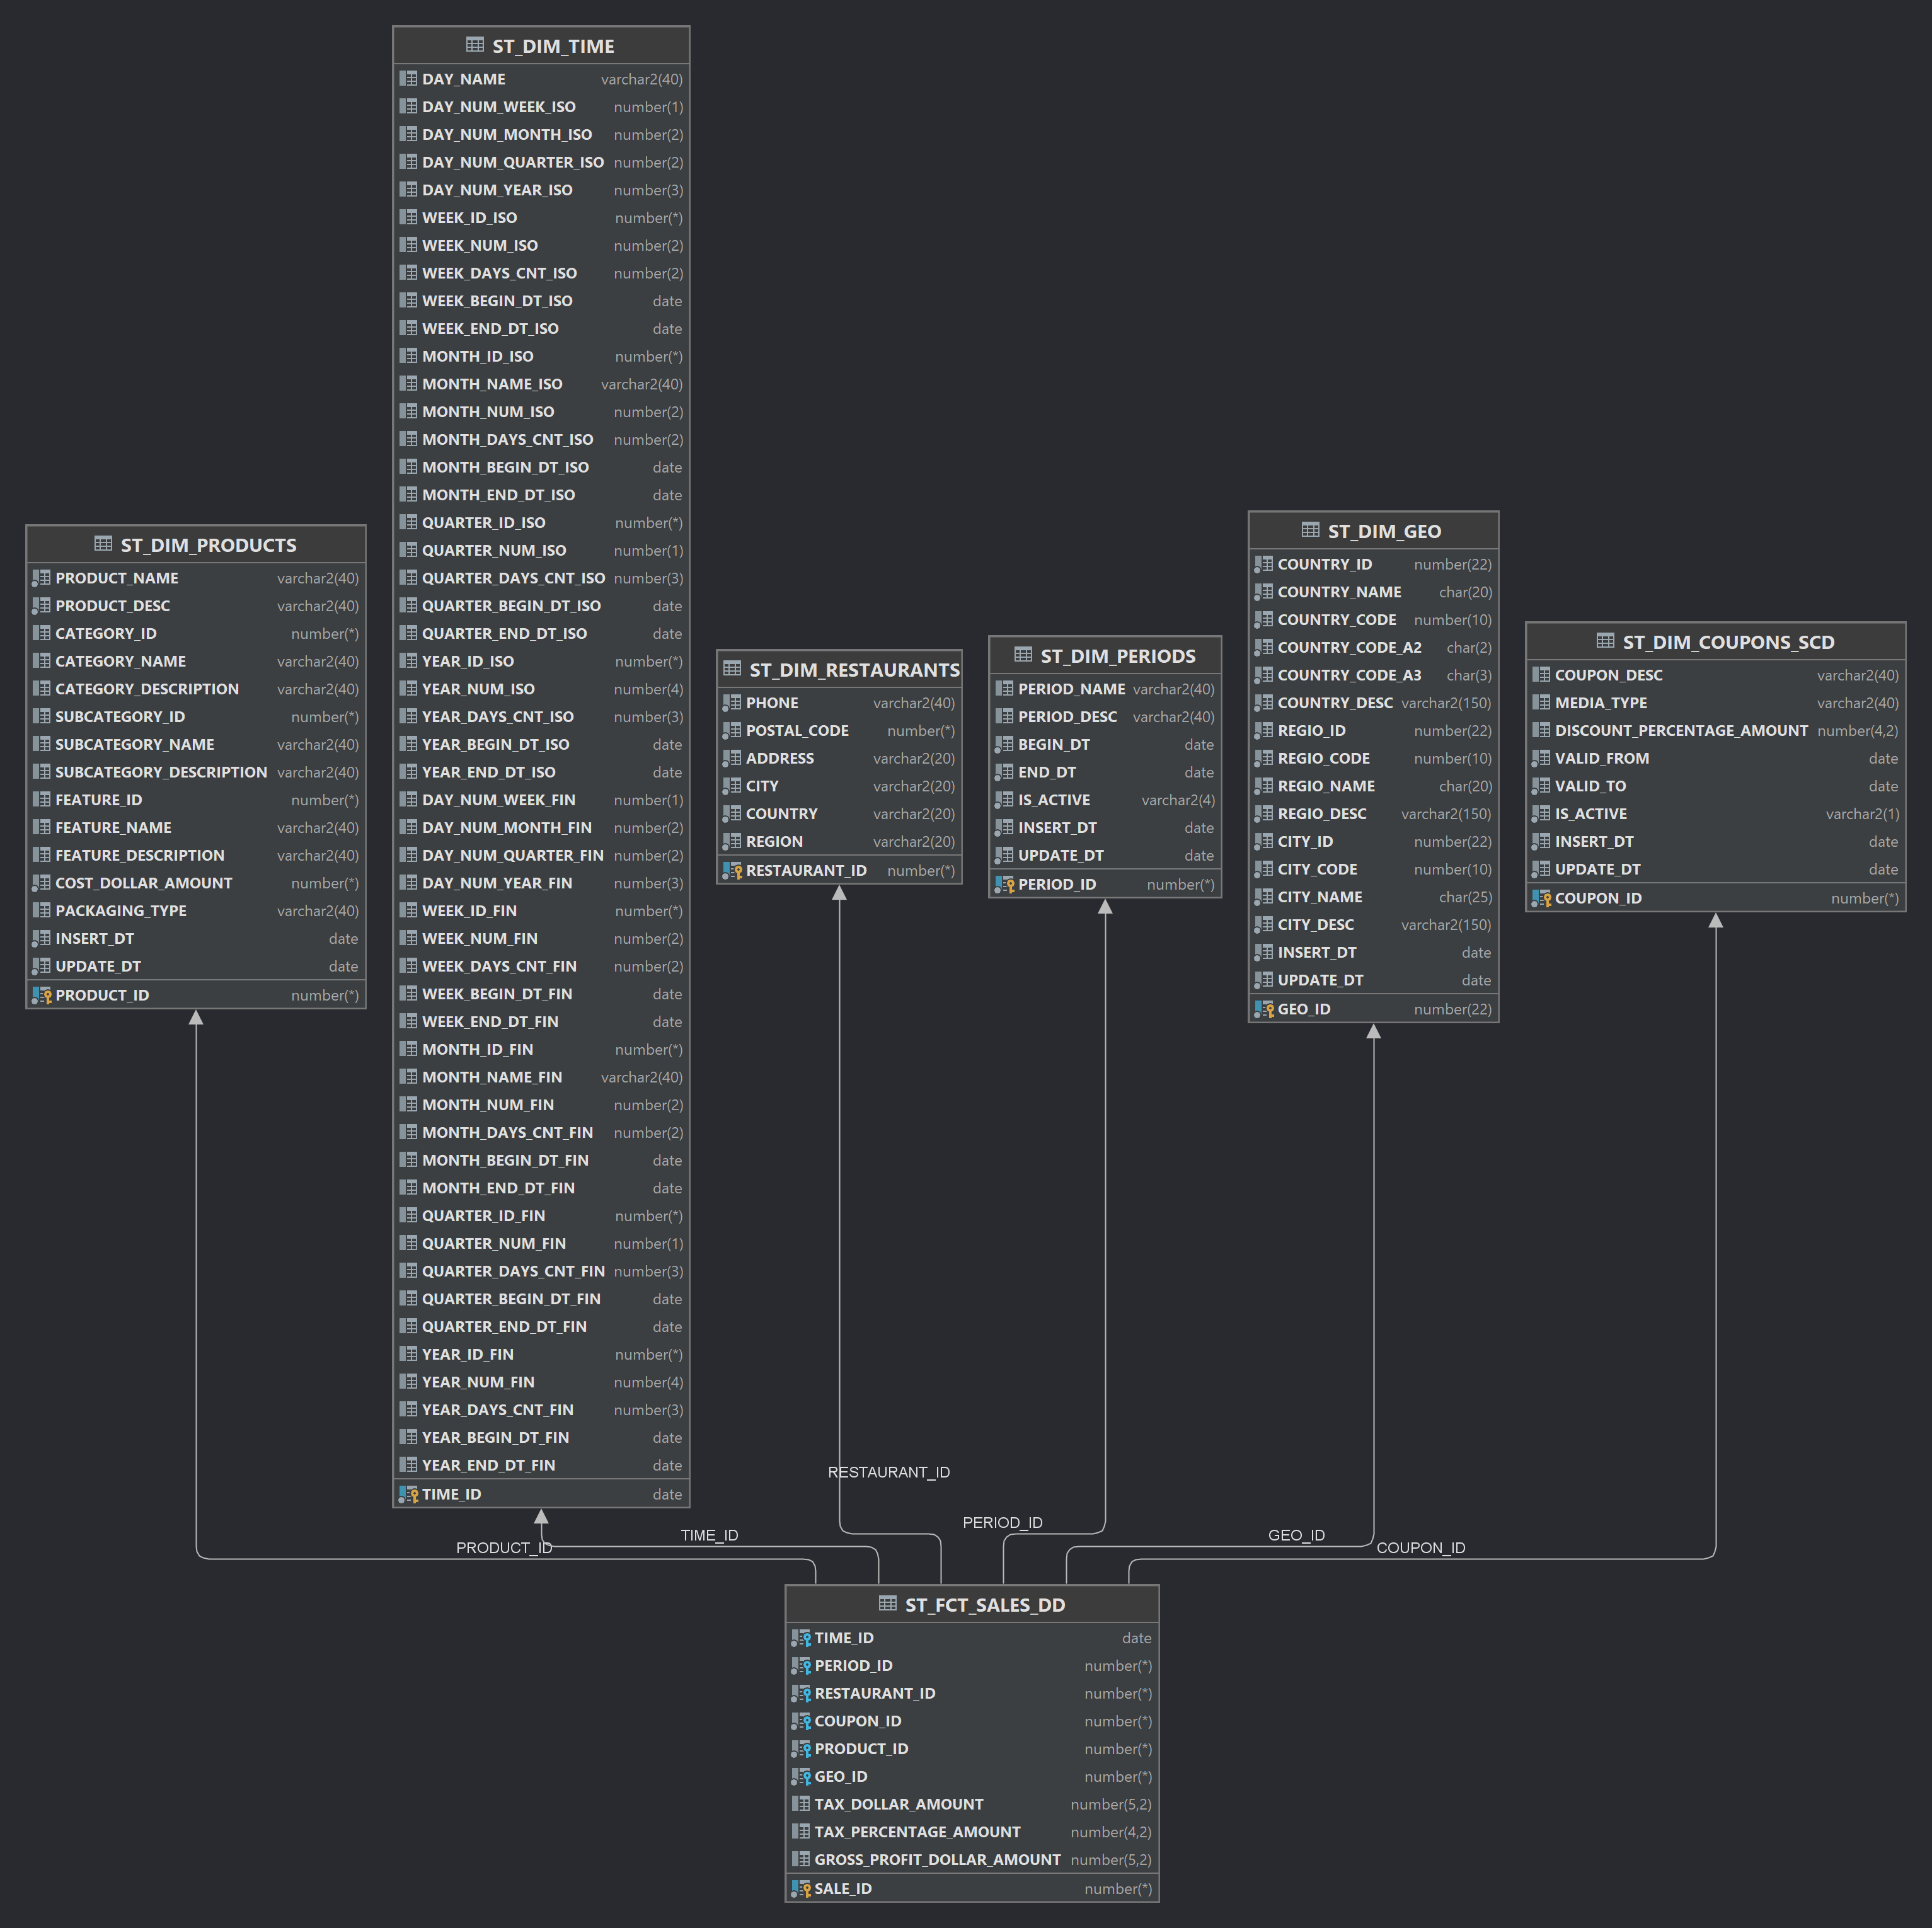 ST_DIM_TIME
DAY_NAME varchar2(40)
DAY_NUM_WEEK_ISO number(1)
DAY_NUM_MONTH_ISO number(2)
DAY_NUM_QUARTER_ISO number(2)
DAY_NUM_YEAR_ISO number(3)
WEEK_ID_ISO number(*)
WEEK_NUM_ISO number(2)
WEEK_DAYS_CNT_ISO number(2)
WEEK_BEGIN_DT_ISO date
WEEK_END_DT_ISO date
MONTH_ID_ISO number(*)
MONTH_NAME_ISO varchar2(40)
MONTH_NUM_ISO number(2)
MONTH_DAYS_CNT_ISO number(2)
MONTH_BEGIN_DT_ISO date
MONTH_END_DT_ISO date
QUARTER_ID_ISO number(*)
QUARTER_NUM_ISO number(1)
QUARTER_DAYS_CNT_ISO number(3)
QUARTER_BEGIN_DT_ISO date
QUARTER_END_DT_ISO date
YEAR_ID_ISO number(*)
YEAR_NUM_ISO number(4)
YEAR_DAYS_CNT_ISO number(3)
YEAR_BEGIN_DT_ISO date
YEAR_END_DT_ISO date
DAY_NUM_WEEK_FIN number(1)
DAY_NUM_MONTH_FIN number(2)
DAY_NUM_QUARTER_FIN number(2)
DAY_NUM_YEAR_FIN number(3)
WEEK_ID_FIN number(*)
WEEK_NUM_FIN number(2)
WEEK_DAYS_CNT_FIN number(2)
WEEK_BEGIN_DT_FIN date
WEEK_END_DT_FIN date
MONTH_ID_FIN number(*)
MONTH_NAME_FIN varchar2(40)
MONTH_NUM_FIN number(2)
MONTH_DAYS_CNT_FIN number(2)
MONTH_BEGIN_DT_FIN date
MONTH_END_DT_FIN date
QUARTER_ID_FIN number(*)
QUARTER_NUM_FIN number(1)
QUARTER_DAYS_CNT_FIN number(3)
QUARTER_BEGIN_DT_FIN date
QUARTER_END_DT_FIN date
YEAR_ID_FIN number(*)
YEAR_NUM_FIN number(4)
YEAR_DAYS_CNT_FIN number(3)
YEAR_BEGIN_DT_FIN date
YEAR_END_DT_FIN date
TIME_ID date
ST_DIM_PRODUCTS
PRODUCT_NAME varchar2(40)
PRODUCT_DESC varchar2(40)
CATEGORY_ID number(*)
CATEGORY_NAME varchar2(40)
CATEGORY_DESCRIPTION varchar2(40)
SUBCATEGORY_ID number(*)
SUBCATEGORY_NAME varchar2(40)
SUBCATEGORY_DESCRIPTION varchar2(40)
FEATURE_ID number(*)
FEATURE_NAME varchar2(40)
FEATURE_DESCRIPTION varchar2(40)
COST_DOLLAR_AMOUNT number(*)
PACKAGING_TYPE varchar2(40)
INSERT_DT date
UPDATE_DT date
PRODUCT_ID number(*)
ST_DIM_RESTAURANTS
PHONE varchar2(40)
POSTAL_CODE number(*)
ADDRESS varchar2(20)
CITY varchar2(20)
COUNTRY varchar2(20)
REGION varchar2(20)
RESTAURANT_ID number(*)
ST_DIM_PERIODS
PERIOD_NAME varchar2(40)
PERIOD_DESC varchar2(40)
BEGIN_DT date
END_DT date
IS_ACTIVE varchar2(4)
INSERT_DT date
UPDATE_DT date
PERIOD_ID number(*)
ST_DIM_GEO
COUNTRY_ID number(22)
COUNTRY_NAME char(20)
COUNTRY_CODE number(10)
COUNTRY_CODE_A2 char(2)
COUNTRY_CODE_A3 char(3)
COUNTRY_DESC varchar2(150)
REGIO_ID number(22)
REGIO_CODE number(10)
REGIO_NAME char(20)
REGIO_DESC varchar2(150)
CITY_ID number(22)
CITY_CODE number(10)
CITY_NAME char(25)
CITY_DESC varchar2(150)
INSERT_DT date
UPDATE_DT date
GEO_ID number(22)
ST_DIM_COUPONS_SCD
COUPON_DESC varchar2(40)
MEDIA_TYPE varchar2(40)
DISCOUNT_PERCENTAGE_AMOUNT number(4,2)
VALID_FROM date
VALID_TO date
IS_ACTIVE varchar2(1)
INSERT_DT date
UPDATE_DT date
COUPON_ID number(*)
RESTAURANT_ID
PERIOD_ID
TIME_ID
GEO_ID
PRODUCT_ID
COUPON_ID
ST_FCT_SALES_DD
TIME_ID date
PERIOD_ID number(*)
RESTAURANT_ID number(*)
COUPON_ID number(*)
PRODUCT_ID number(*)
GEO_ID number(*)
TAX_DOLLAR_AMOUNT number(5,2)
TAX_PERCENTAGE_AMOUNT number(4,2)
GROSS_PROFIT_DOLLAR_AMOUNT number(5,2)
SALE_ID number(*)